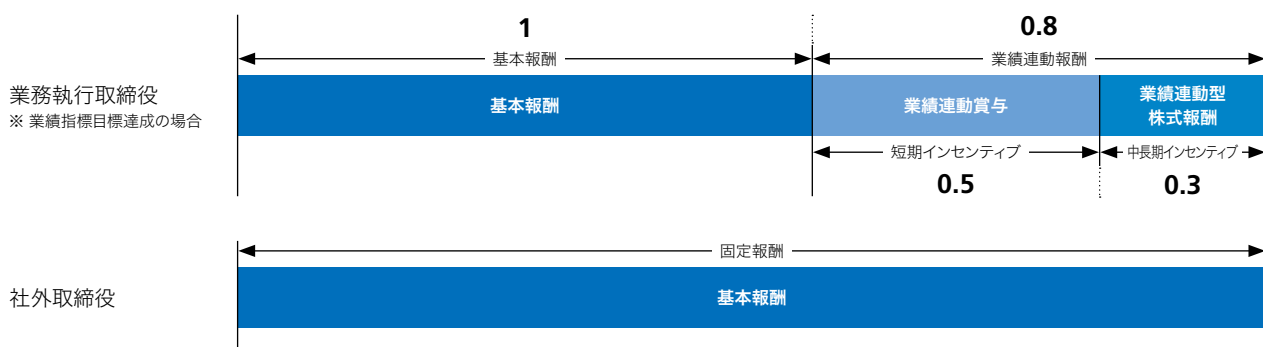 1
0.8
基本報酬
業績連動報酬
業務執行取締役
※ 業績指標目標達成の場合
基本報酬
業績連動賞与
業績連動型
株式報酬
短期インセンティブ
中長期インセンティブ
0.5
0.3
固定報酬
社外取締役
基本報酬